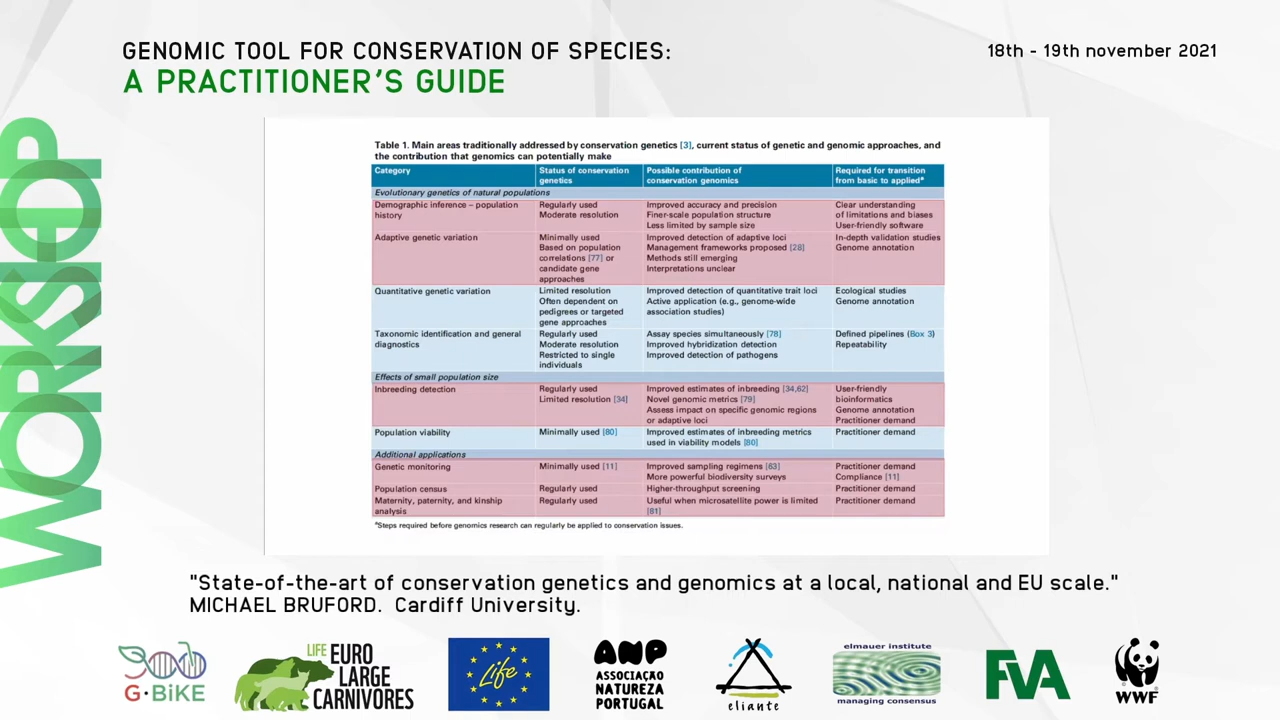 GENOMIC TOOL FOR CONSERVATION OF SPECIES:
18th - 19th november 2021
A PRACTITIONER'S GUIDE
WORKSHOP
Table 1. Main areas traditionally addressed by conservation genetics [3], current status of genetic and genomic approaches, and
the contribution that genomics can potentially make
Category
Status of conservation
genetics
Possible contribution of
conservation genomics
Required for transition
from basic to appliedᵃ
Evolutionary genetics of natural populations
Demographic inference – population
history
Regularly used
Moderate resolution
Improved accuracy and precision
Finer-scale population structure
Less limited by sample size
Clear understanding
of limitations and biases
User-friendly software
Adaptive genetic variation
Minimally used
Based on population
correlations [77] or
candidate gene
approaches
Improved detection of adaptive loci
Management frameworks proposed [28]
Methods still emerging
Interpretations unclear
In-depth validation studies
Genome annotation
Quantitative genetic variation
Limited resolution
Often dependent on
pedigrees or targeted
gene approaches
Improved detection of quantitative trait loci
Active application (e.g., genome-wide
association studies)
Ecological studies
Genome annotation
Taxonomic identification and general
diagnostics
Regularly used
Moderate resolution
Restricted to single
individuals
Assay species simultaneously [78]
Improved hybridization detection
Improved detection of pathogens
Defined pipelines (Box 3)
Repeatability
Effects of small population size
Inbreeding detection
Regularly used
Limited resolution [34]
Improved estimates of inbreeding [34,62]
Novel genomic metrics [79]
Assess impact on specific genomic regions
or adaptive loci
User-friendly
bioinformatics
Genome annotation
Practitioner demand
Population viability
Minimally used [80]
Improved estimates of inbreeding metrics
used in viability models [80]
Practitioner demand
Additional applications
Genetic monitoring
Minimally used [11]
Improved sampling regimens [63]
More powerful biodiversity surveys
Practitioner demand
Compliance [11]
Population census
Regularly used
Higher-throughput screening
Practitioner demand
Maternity, paternity, and kinship
analysis
Regularly used
Useful when microsatellite power is limited
[81]
Practitioner demand
ᵃSteps required before genomics research can regularly be applied to conservation issues.
"State-of-the-art of conservation genetics and genomics at a local, national and EU scale."
MICHAEL BRUFORD. Cardiff University.
G·BiKE
LIFE EURO
LARGE
CARNIVORES
Life
ANP
ASSOCIAÇÃO
NATUREZA
PORTUGAL
eliante
elmauer institute
managing consensus
FVA
WWF